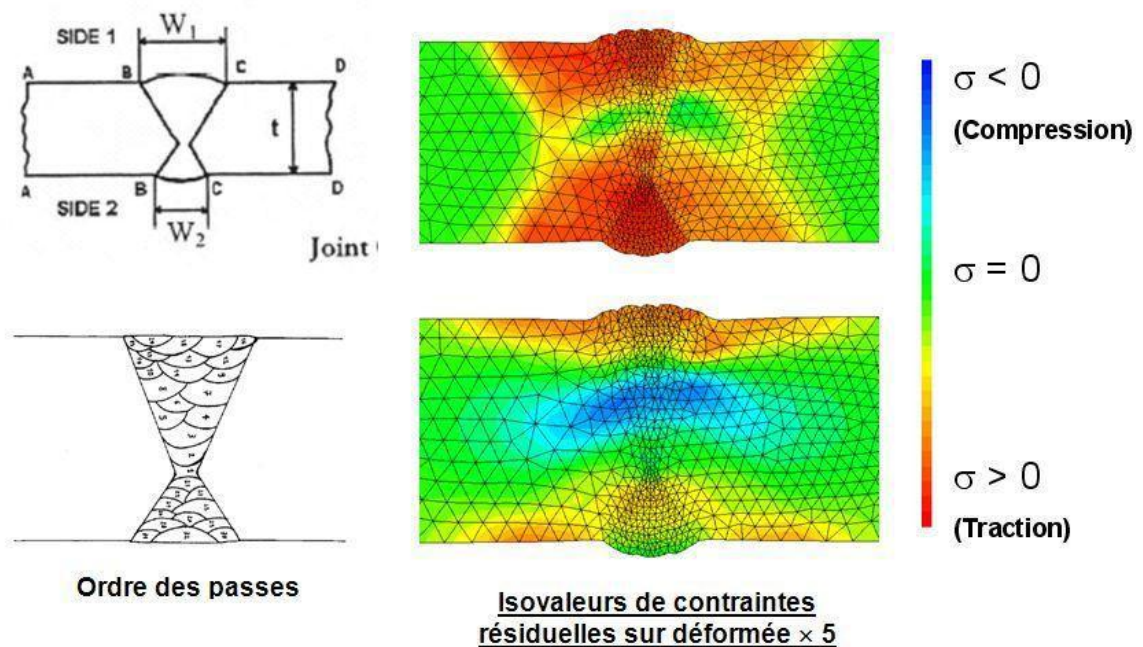 SIDE 1
W₁
A
B
C
D
t
A
B
C
D
SIDE 2
W₂
Joint
Ordre des passes
σ < 0
(Compression)
σ = 0
σ > 0
(Traction)
Isovaleurs de contraintes
résiduelles sur déformée × 5